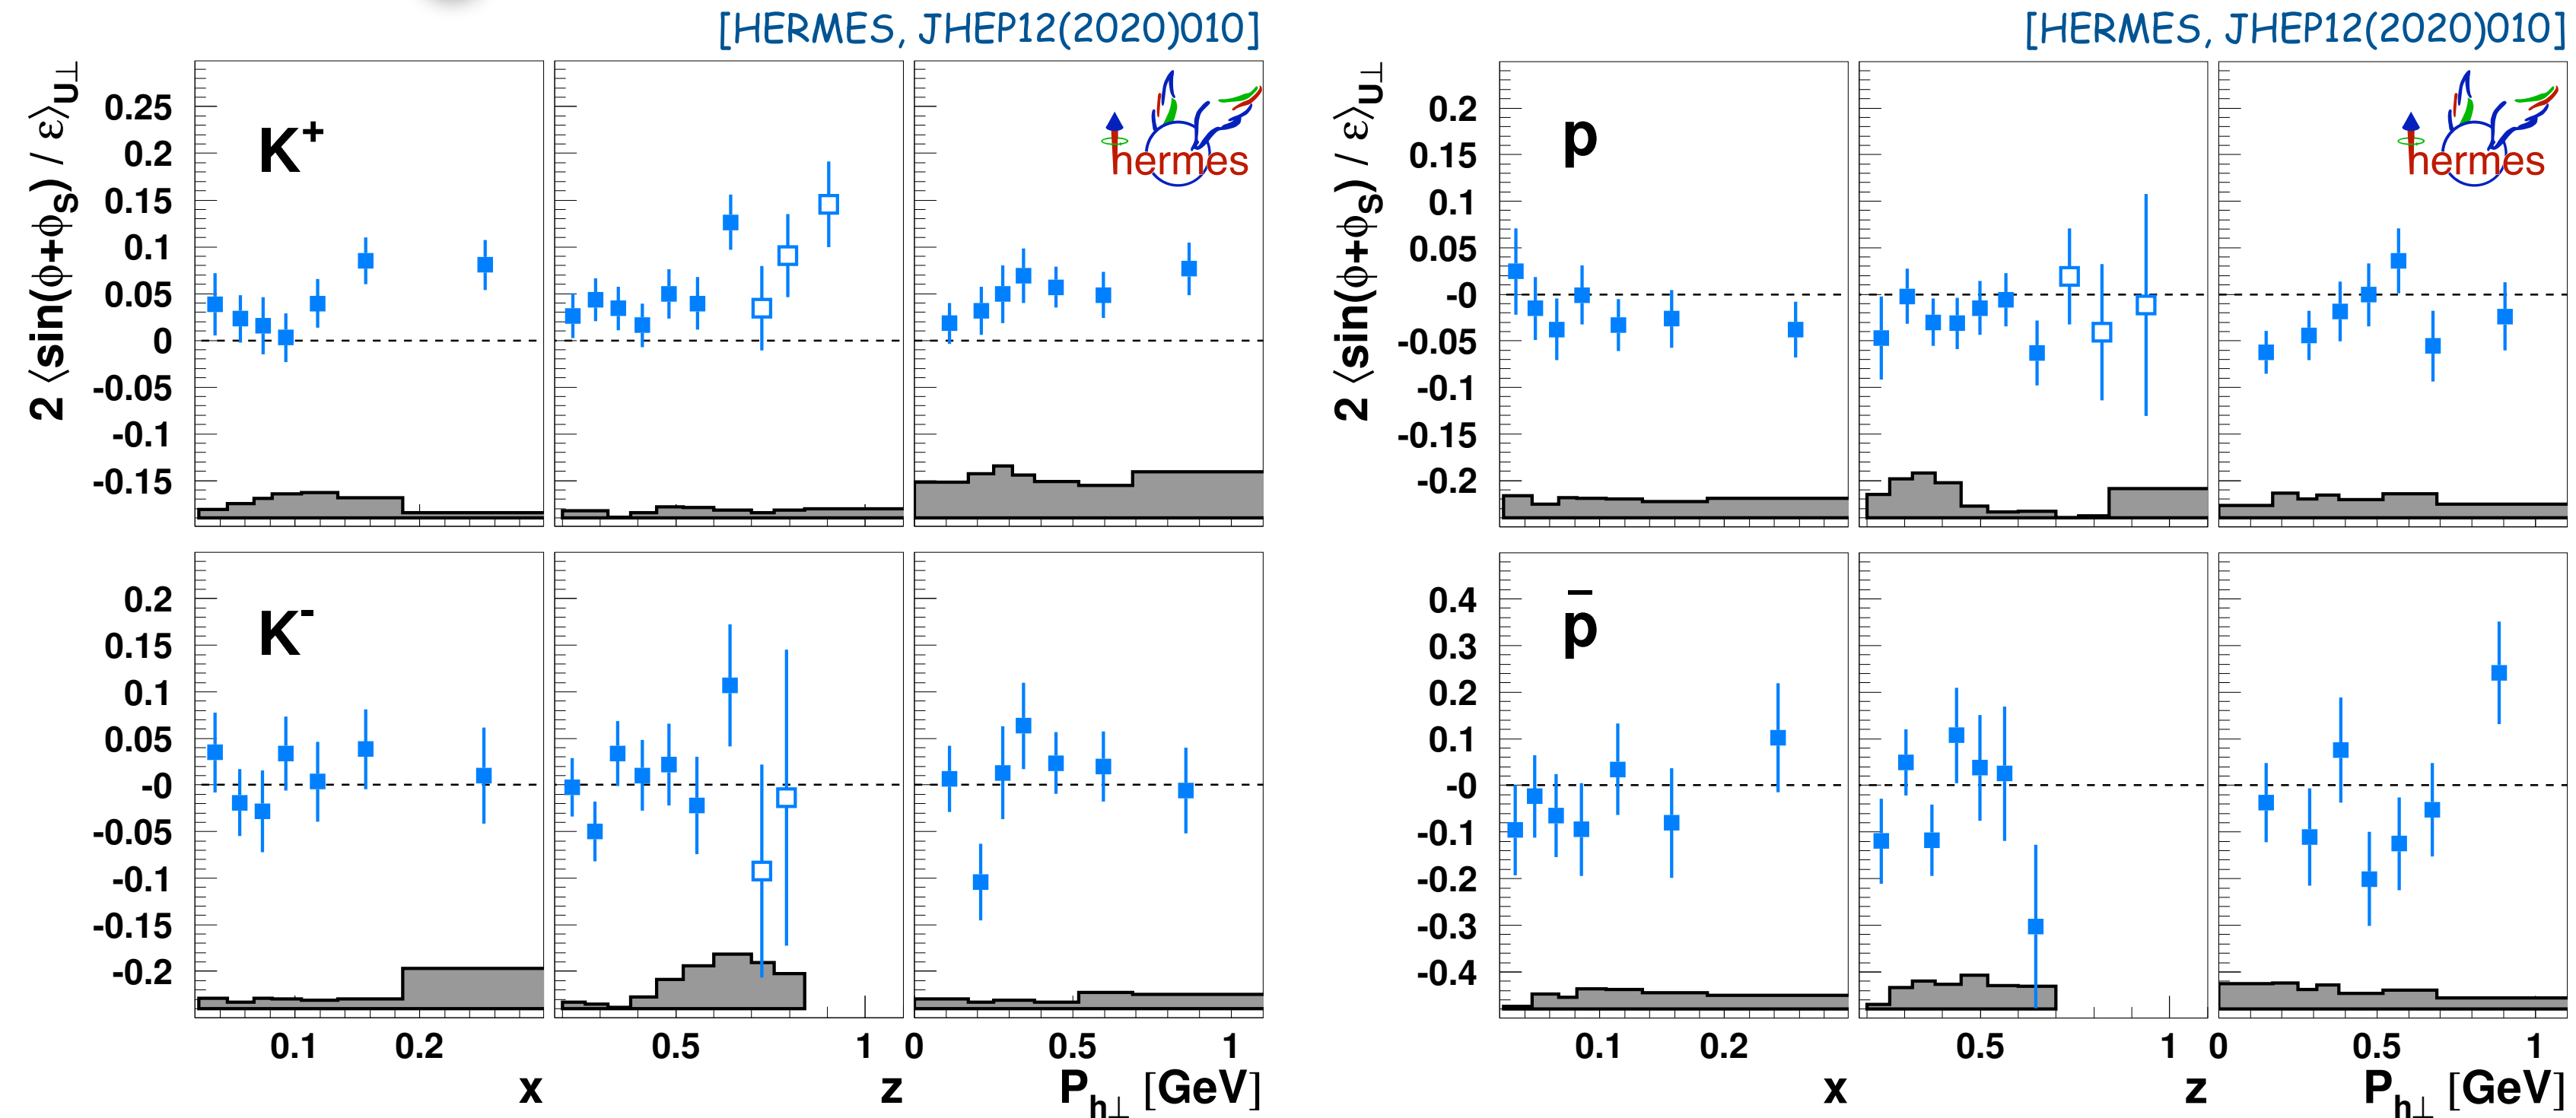 [HERMES, JHEP12(2020)010]
2 ⟨sin(ϕ+ϕS) / ε⟩U⊥
0.25
0.2
0.15
0.1
0.05
0
-0.05
-0.1
-0.15
K+
hermes
0.2
0.15
0.1
0.05
-0
-0.05
-0.1
-0.15
-0.2
K-
0.1 0.2
0.5 1
0 0.5 1
x
z
Ph⊥ [GeV]
[HERMES, JHEP12(2020)010]
2 ⟨sin(ϕ+ϕS) / ε⟩U⊥
0.2
0.15
0.1
0.05
-0
-0.05
-0.1
-0.15
-0.2
p
hermes
0.4
0.3
0.2
0.1
-0
-0.1
-0.2
-0.3
-0.4
p̄
0.1 0.2
0.5 1
0 0.5 1
x
z
Ph⊥ [GeV]